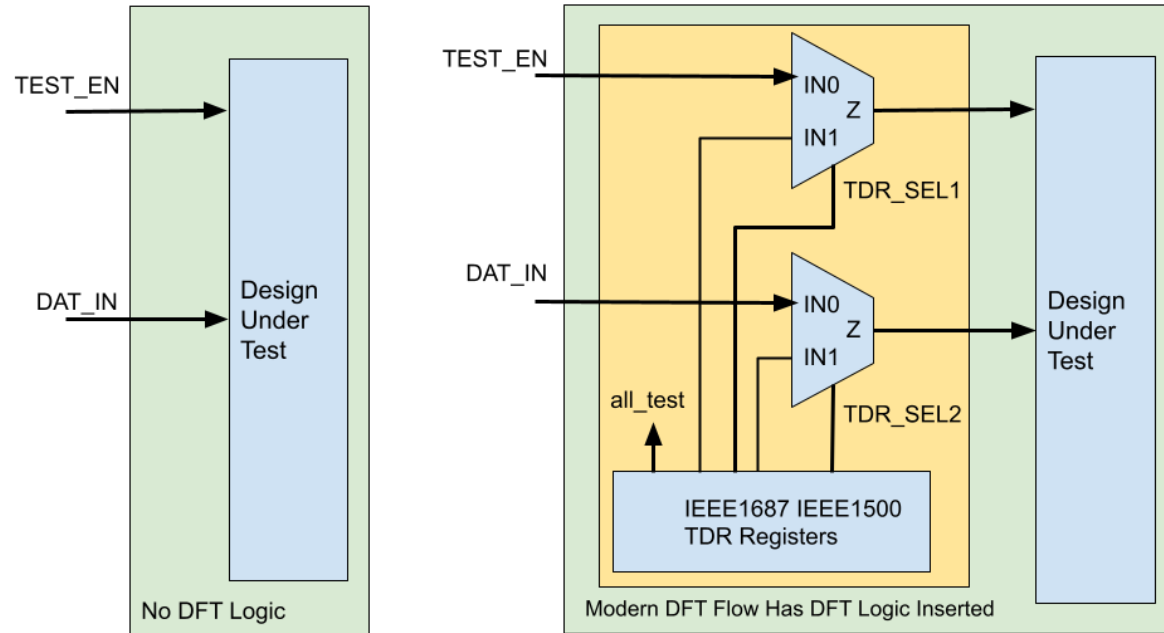 TEST_EN
DAT_IN
Design
Under
Test
No DFT Logic
TEST_EN
IN0
Z
IN1
TDR_SEL1
DAT_IN
IN0
Z
IN1
TDR_SEL2
all_test
IEEE1687 IEEE1500
TDR Registers
Design
Under
Test
Modern DFT Flow Has DFT Logic Inserted